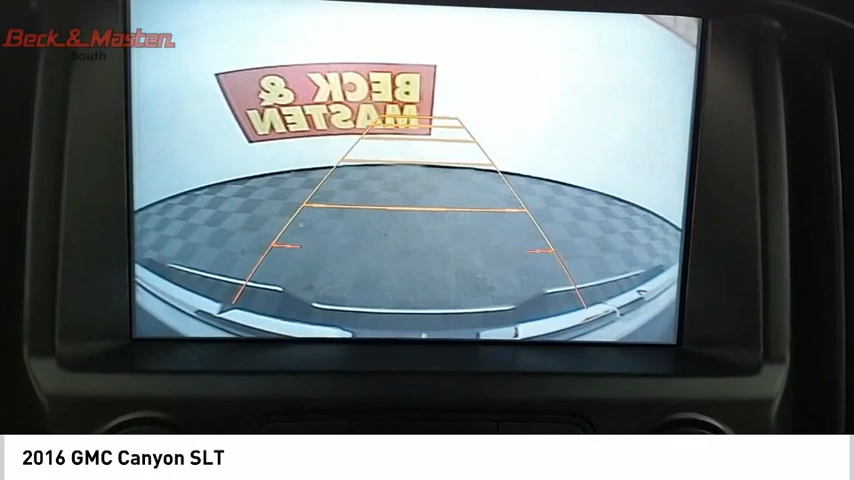 Beck & Masten
South
BECK &
MASTEN
2016 GMC Canyon SLT